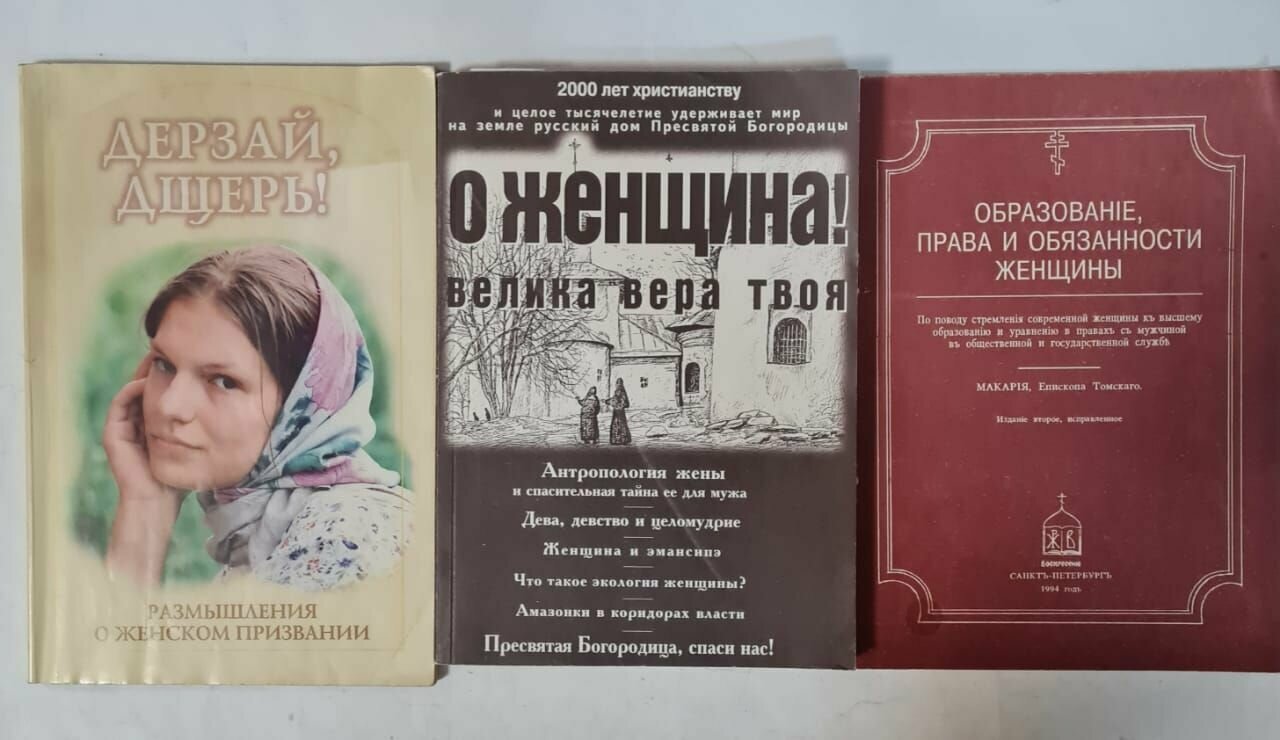 ДЕРЗАЙ,
ДЩЕРЬ!
РАЗМЫШЛЕНИЯ
О ЖЕНСКОМ ПРИЗВАНИИ
2000 лет христианству
и целое тысячелетие удерживает мир
на земле русский дом Пресвятой Богородицы
О ЖЕНЩИНА!
велика вера твоя
Антропология жены
и спасительная тайна ее для мужа
Дева, девство и целомудрие
Женщина и эмансипэ
Что такое экология женщины?
Амазонки в коридорах власти
Пресвятая Богородица, спаси нас!
ОБРАЗОВАНІЕ,
ПРАВА И ОБЯЗАННОСТИ
ЖЕНЩИНЫ
По поводу стремленія современной женщины къ высшему
образованію и уравненію в правахъ съ мужчиной
въ общественной и государственной службѣ
МАКАРІЯ, Епископа Томскаго.
Изданіе второе, исправленное
Воскресеніе
САНКТЪ-ПЕТЕРБУРГЪ
1994 годъ